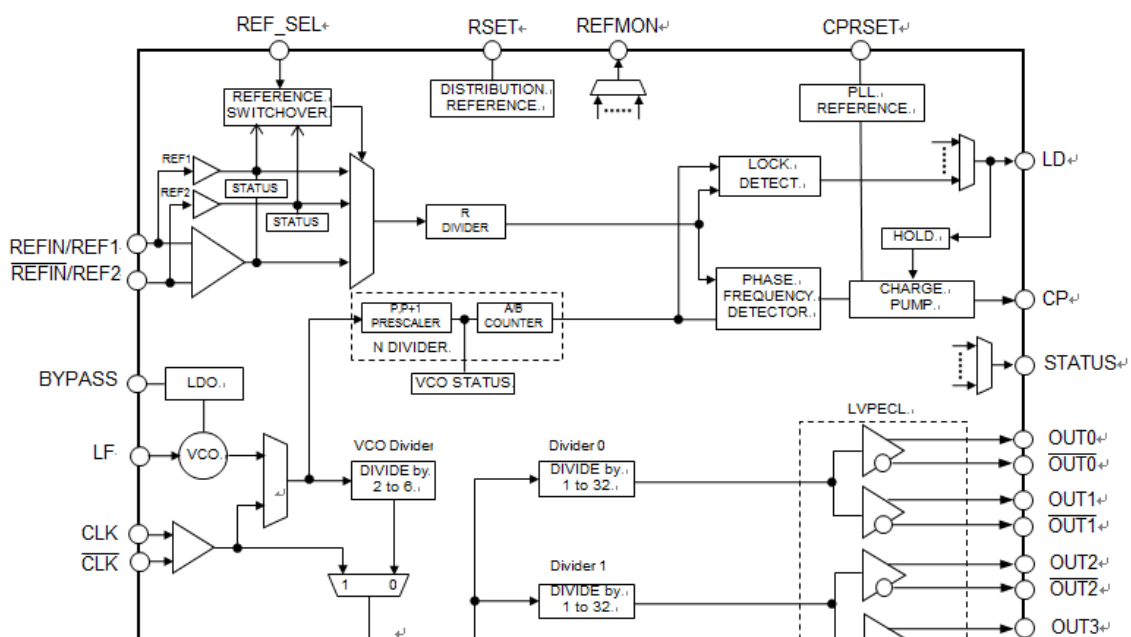 REF_SEL
RSET
REFMON
CPRSET
REFERENCE.
SWITCHOVER.
DISTRIBUTION.
REFERENCE.
PLL.
REFERENCE.
REF1
STATUS
REF2
STATUS
LOCK.
DETECT.
LD
R
DIVIDER
HOLD.
REFIN/REF1
REFIN/REF2
PHASE.
FREQUENCY.
DETECTOR.
CHARGE.
PUMP.
CP
P,P+1
PRESCALER
A/B
COUNTER
N DIVIDER.
VCO STATUS.
STATUS
BYPASS
LDO.
LVPECL.
LF
VCO.
VCO Divider
DIVIDE by.
2 to 6.
Divider 0
DIVIDE by.
1 to 32.
OUT0
OUT0
OUT1
OUT1
CLK
CLK
1 0
Divider 1
DIVIDE by.
1 to 32.
OUT2
OUT2
OUT3